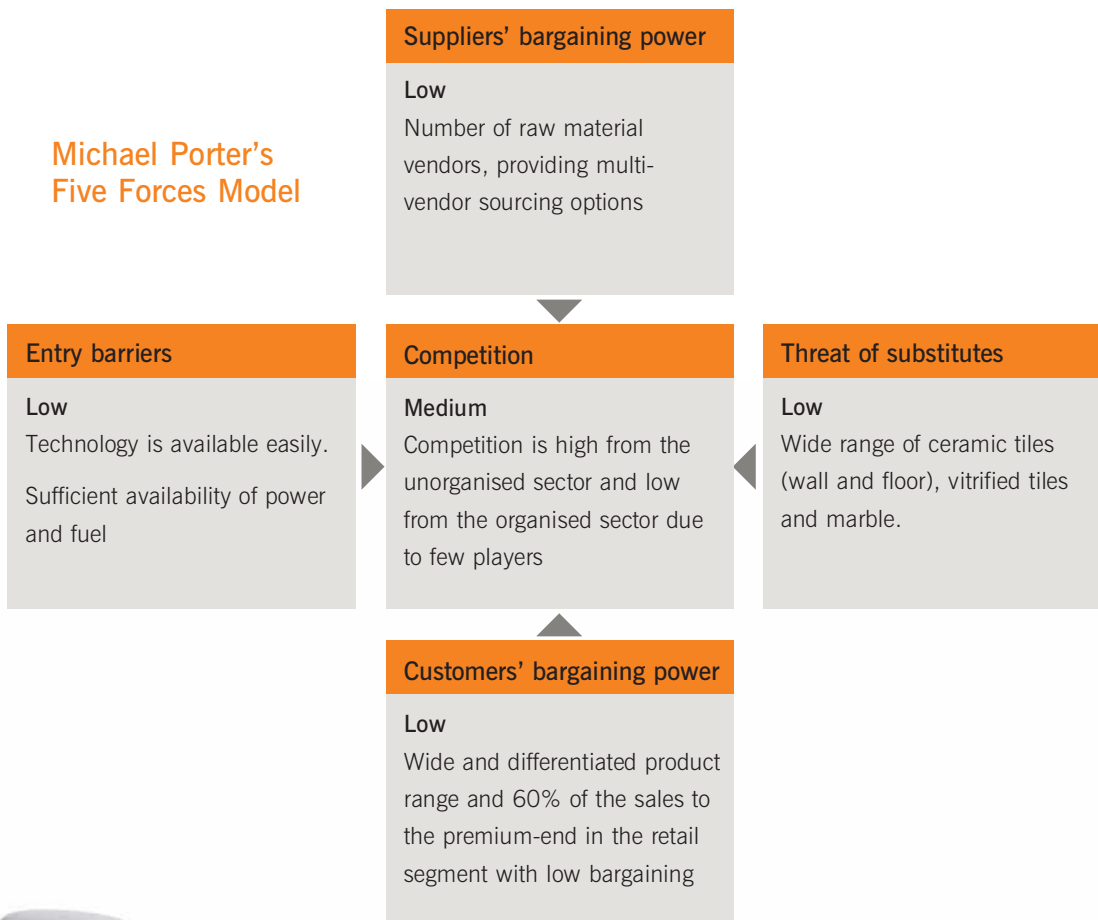 Suppliers’ bargaining power
Low
Number of raw material
vendors, providing multi-
vendor sourcing options
Michael Porter’s
Five Forces Model
Entry barriers
Low
Technology is available easily.
Sufficient availability of power
and fuel
Competition
Medium
Competition is high from the
unorganised sector and low
from the organised sector due
to few players
Threat of substitutes
Low
Wide range of ceramic tiles
(wall and floor), vitrified tiles
and marble.
Customers’ bargaining power
Low
Wide and differentiated product
range and 60% of the sales to
the premium-end in the retail
segment with low bargaining